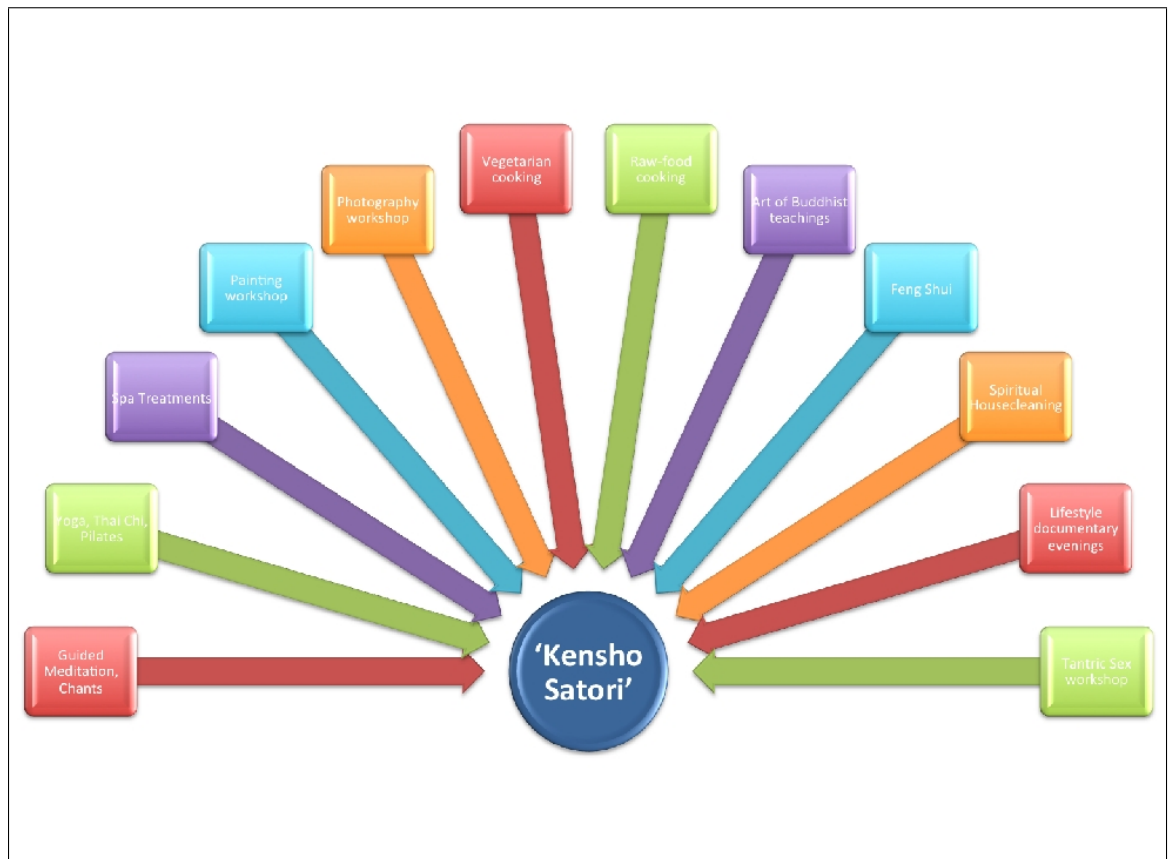 Guided
Meditation,
Chants
Yoga, Thai Chi,
Pilates
Spa Treatments
Painting
workshop
Photography
workshop
Vegetarian
cooking
Raw-food
cooking
Art of Buddhist
teachings
Feng Shui
Spiritual
Housecleaning
Lifestyle
documentary
evenings
Tantric Sex
workshop
‘Kensho
Satori’